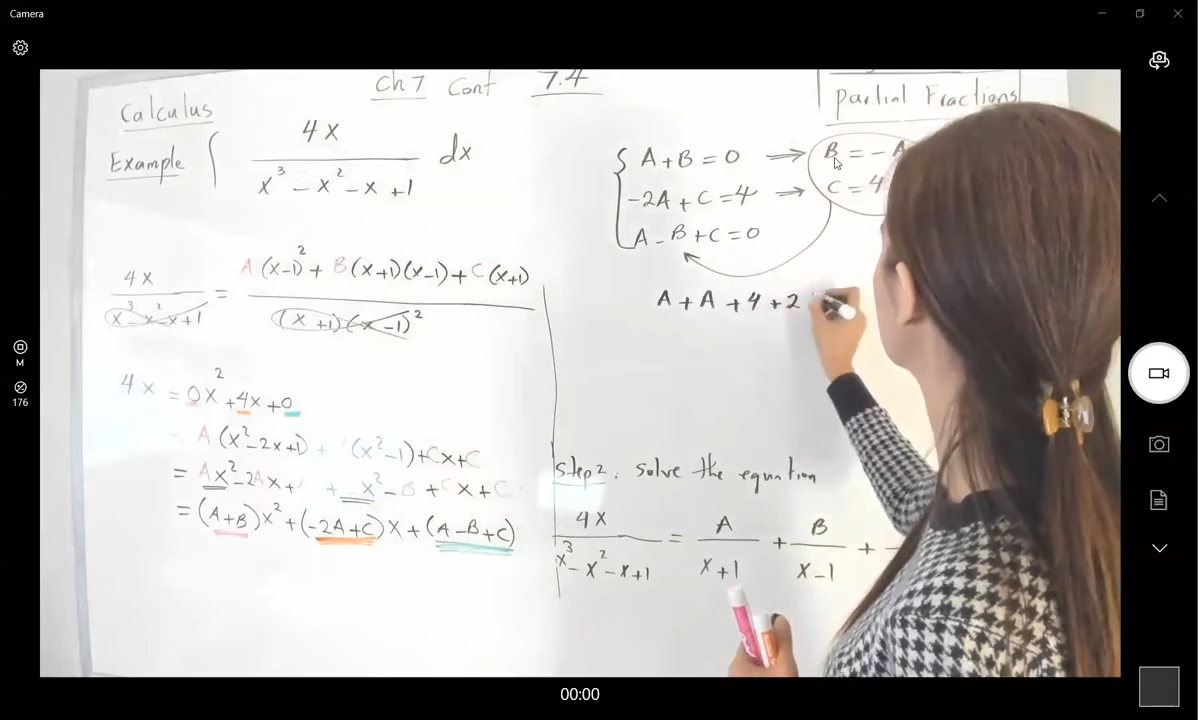 Camera
Ch 7 Cont 7.4
Partial Fractions
Calculus
Example ∫ 4x / (x³ - x² - x + 1) dx
4x / (x³ - x² - x + 1) = (A(x-1)² + B(x+1)(x-1) + C(x+1)) / ((x+1)(x-1)²)
4x = 0x² + 4x + 0
A(x² - 2x + 1) + (x² - 1) + Cx + C
= Ax² - 2Ax + + x² - B + Cx + C
= (A+B)x² + (-2A+C)x + (A-B+C)
A+B = 0 ⇒ B = -A
-2A + C = 4 ⇒ C = 4
A - B + C = 0
A + A + 4 + 2
Step 2: solve the equation
4x / (x³ - x² - x + 1) = A / (x+1) + B / (x-1) +
M
176
00:00